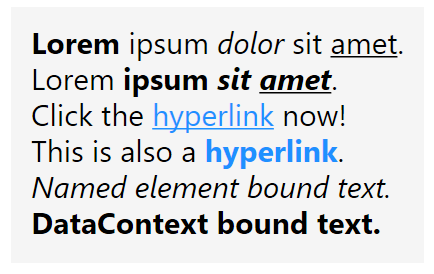 Lorem ipsum dolor sit amet.
Lorem ipsum sit amet.
Click the hyperlink now!
This is also a hyperlink.
Named element bound text.
DataContext bound text.